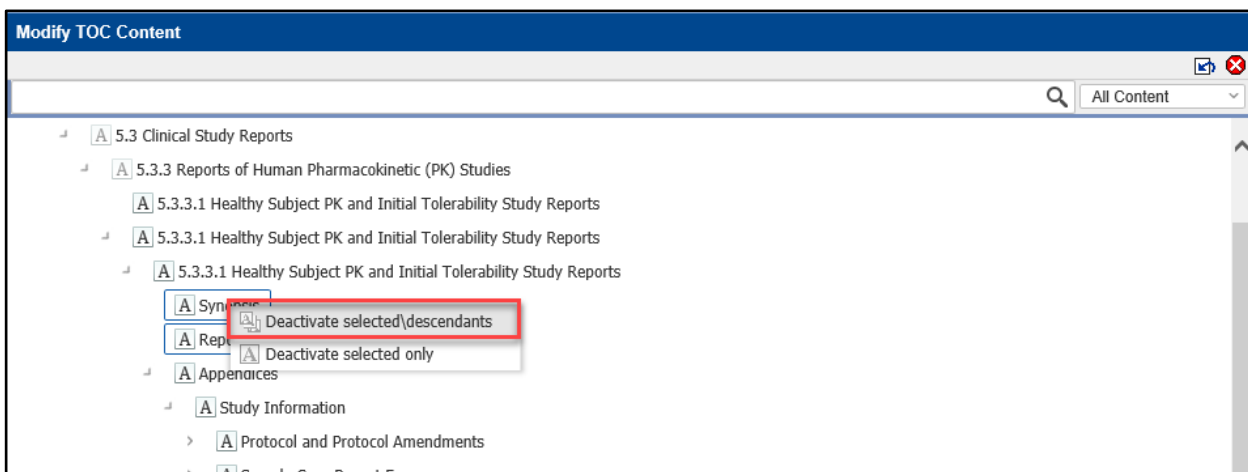 Modify TOC Content
All Content
A 5.3 Clinical Study Reports
A 5.3.3 Reports of Human Pharmacokinetic (PK) Studies
A 5.3.3.1 Healthy Subject PK and Initial Tolerability Study Reports
A 5.3.3.1 Healthy Subject PK and Initial Tolerability Study Reports
A 5.3.3.1 Healthy Subject PK and Initial Tolerability Study Reports
A Synopsis
A Deactivate selected\descendants
A Repo
A Deactivate selected only
A Appendices
A Study Information
A Protocol and Protocol Amendments